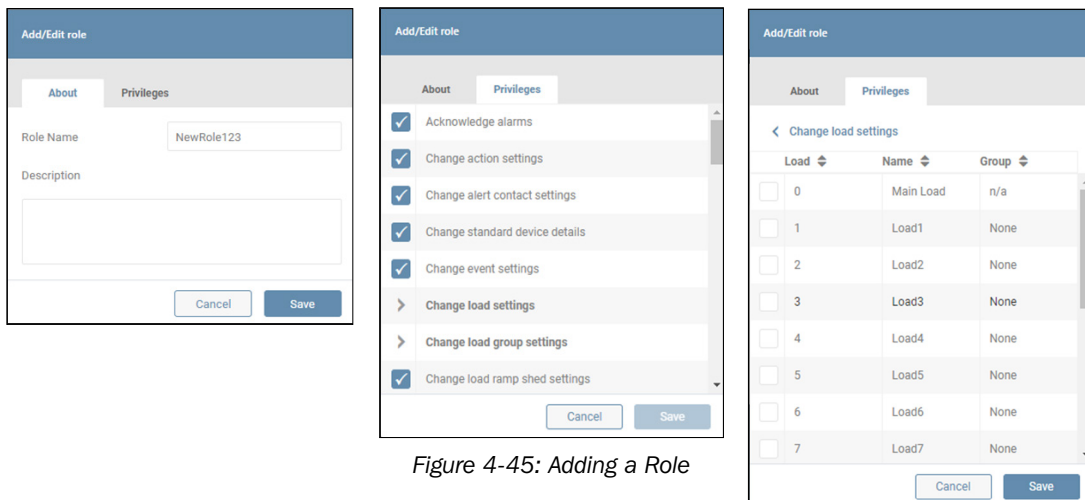 Add/Edit role
About Privileges
Role Name NewRole123
Description
Cancel Save
Add/Edit role
About Privileges
Acknowledge alarms
Change action settings
Change alert contact settings
Change standard device details
Change event settings
Change load settings
Change load group settings
Change load ramp shed settings
Cancel Save
Figure 4-45: Adding a Role
Add/Edit role
About Privileges
Change load settings
Load Name Group
0 Main Load n/a
1 Load1 None
2 Load2 None
3 Load3 None
4 Load4 None
5 Load5 None
6 Load6 None
7 Load7 None
Cancel Save